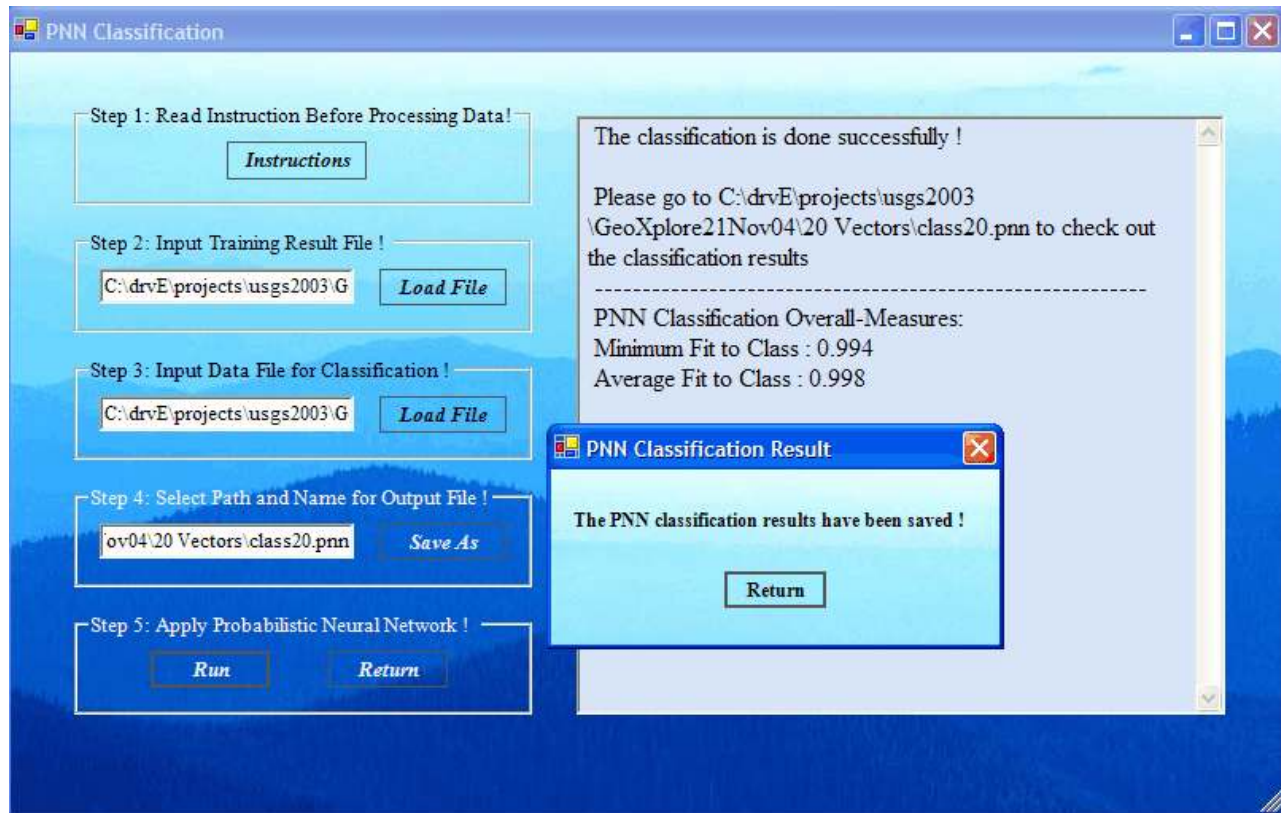 PNN Classification
Step 1: Read Instruction Before Processing Data!
Instructions
Step 2: Input Training Result File !
C:\drvE\projects\usgs2003\G
Load File
Step 3: Input Data File for Classification !
C:\drvE\projects\usgs2003\G
Load File
Step 4: Select Path and Name for Output File !
ov04\20 Vectors\class20.pnn
Save As
Step 5: Apply Probabilistic Neural Network !
Run
Return
The classification is done successfully !
Please go to C:\drvE\projects\usgs2003
\GeoXplore21Nov04\20 Vectors\class20.pnn to check out
the classification results
----------------------------------------------------------
PNN Classification Overall-Measures:
Minimum Fit to Class : 0.994
Average Fit to Class : 0.998
PNN Classification Result
The PNN classification results have been saved !
Return